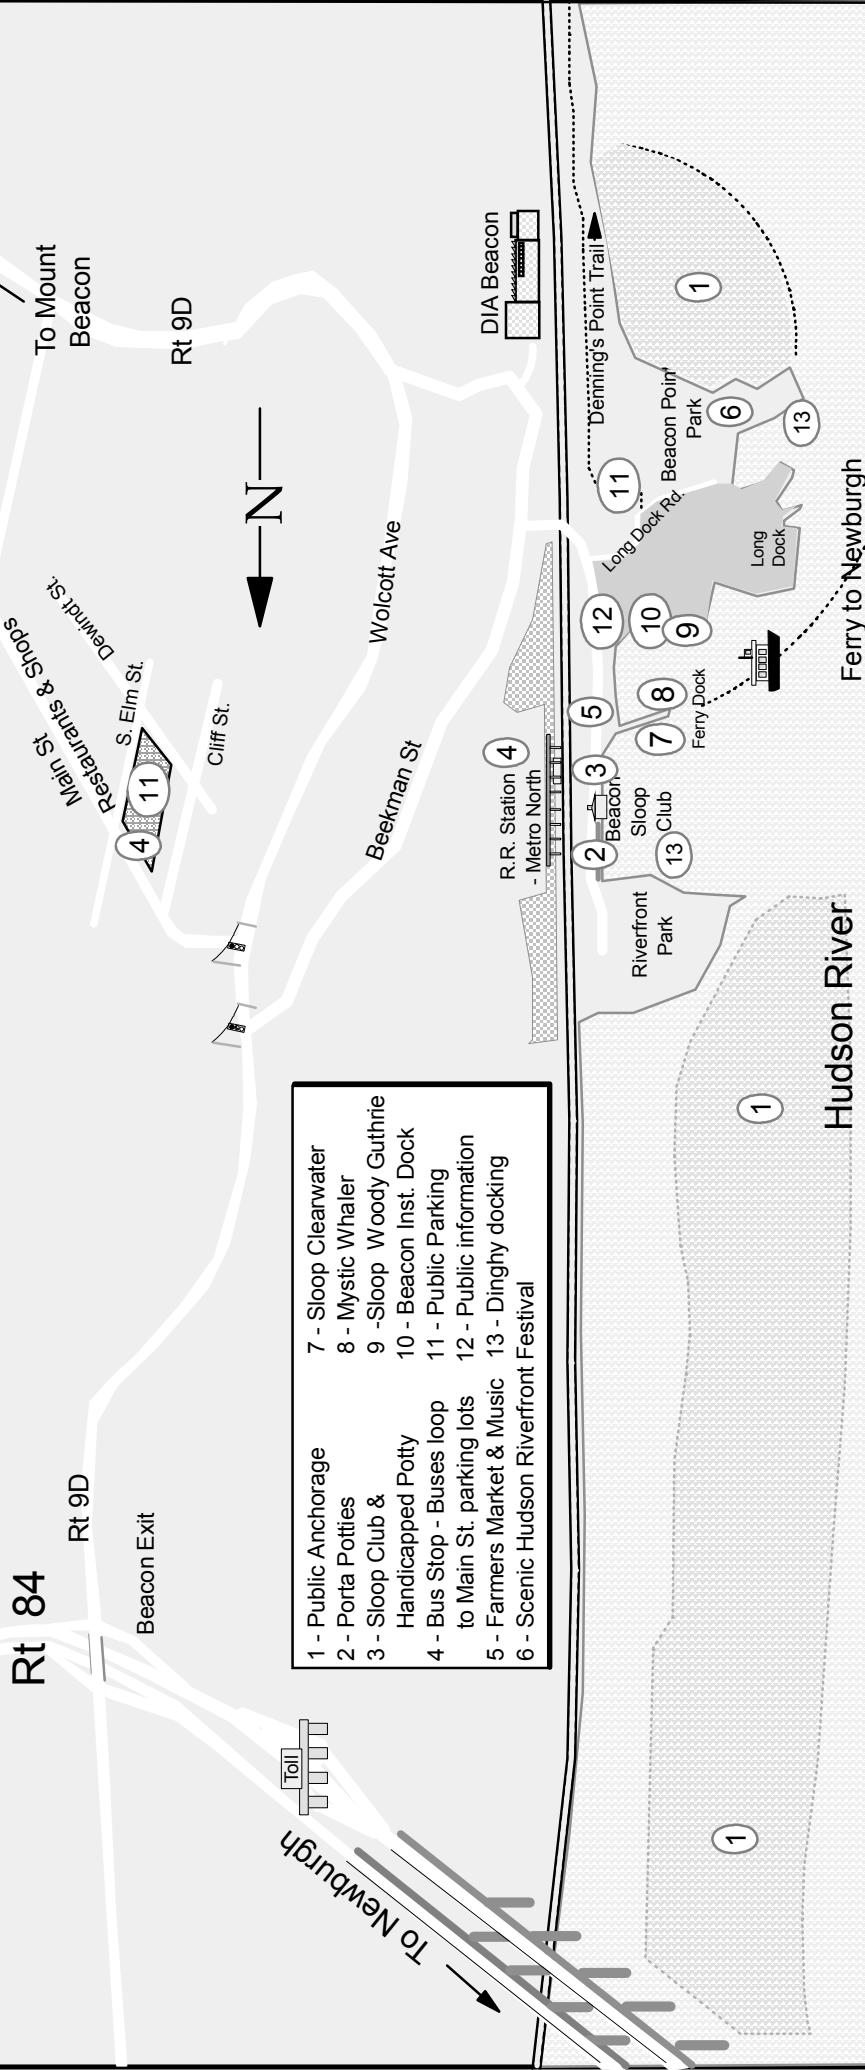 Rt 84
Rt 9D
Beacon Exit
Toll
To Newburgh
1 - Public Anchorage
2 - Porta Potties
3 - Sloop Club &
Handicapped Potty
4 - Bus Stop - Buses loop
to Main St. parking lots
5 - Farmers Market & Music
6 - Scenic Hudson Riverfront Festival
7 - Sloop Clearwater
8 - Mystic Whaler
9 -Sloop Woody Guthrie
10 - Beacon Inst. Dock
11 - Public Parking
12 - Public information
13 - Dinghy docking
Main St
Restaurants & Shops
Dewindt St.
S. Elm St.
Cliff St.
4
11
N
To Mount
Beacon
Rt 9D
Wolcott Ave
Beekman St
DIA Beacon
R.R. Station
- Metro North
4
Denning's Point Trail
11
Long Dock Rd.
Beacon Point
Park
6
13
1
Long
Dock
12
10
9
5
8
7
Ferry Dock
3
2
Beacon
Sloop
Club
13
Riverfront
Park
Ferry to Newburgh
Hudson River
1
1